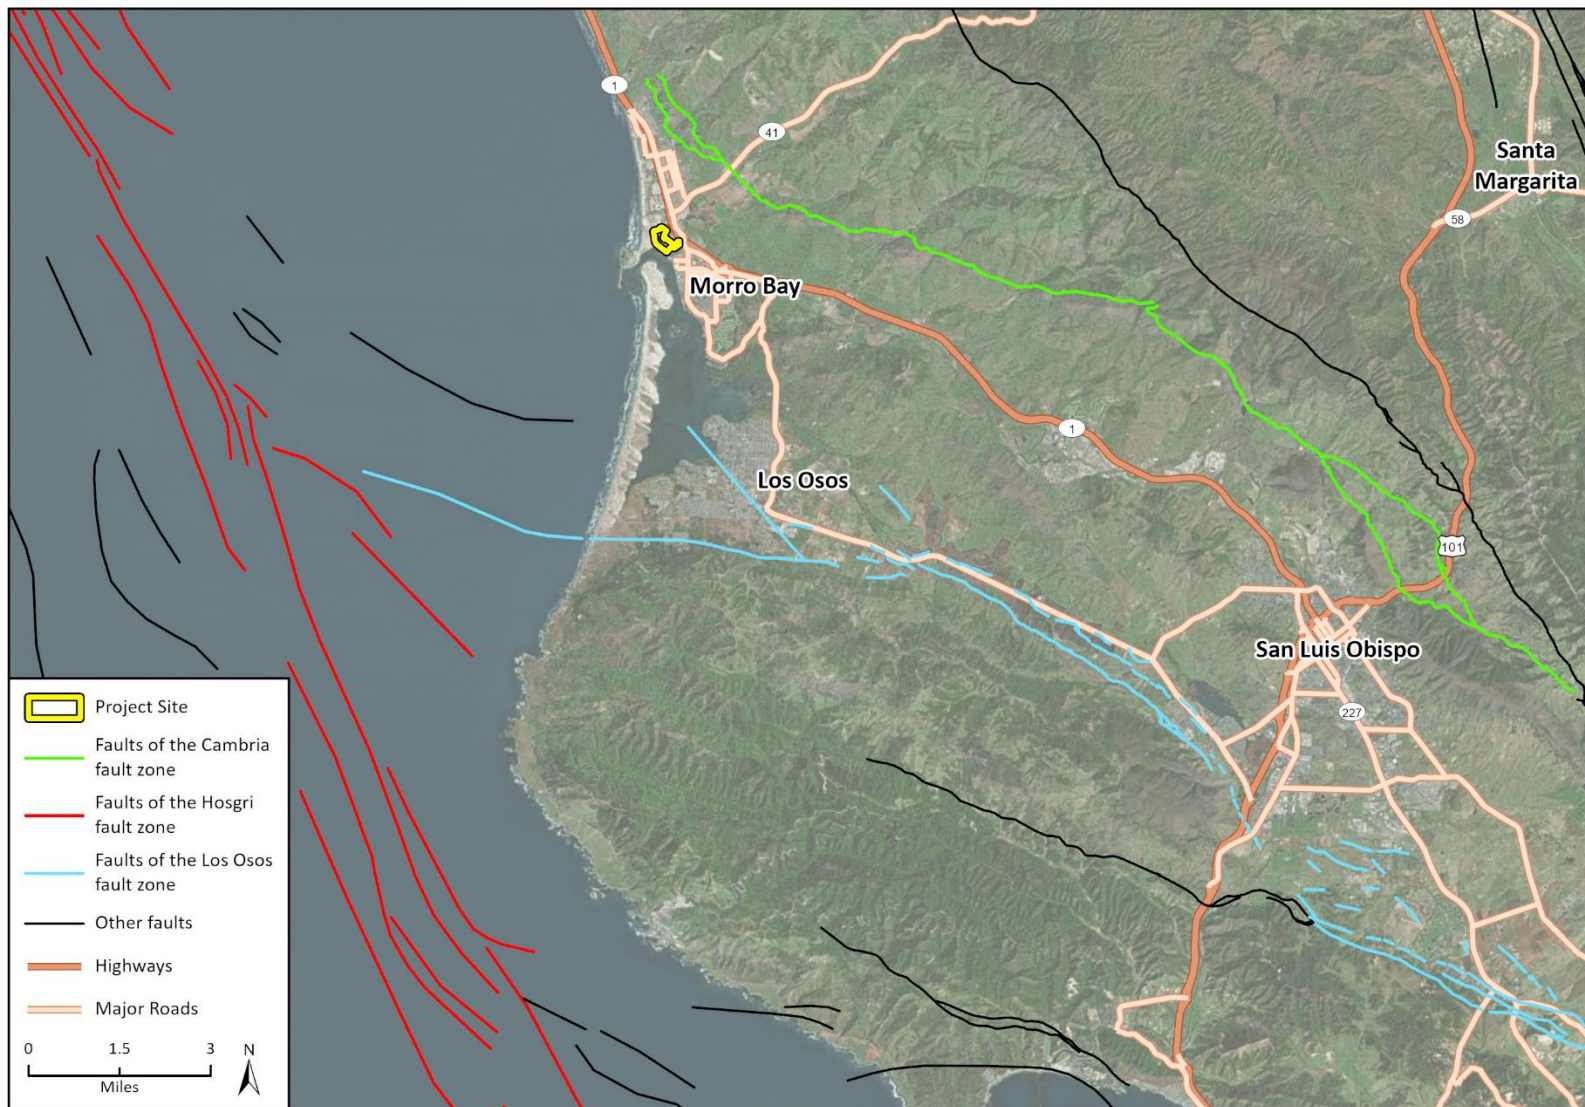 1
41
Santa
Margarita
58
Morro Bay
1
Los Osos
101
San Luis Obispo
227
Project Site
Faults of the Cambria
fault zone
Faults of the Hosgri
fault zone
Faults of the Los Osos
fault zone
Other faults
Highways
Major Roads
0 1.5 3
Miles
N